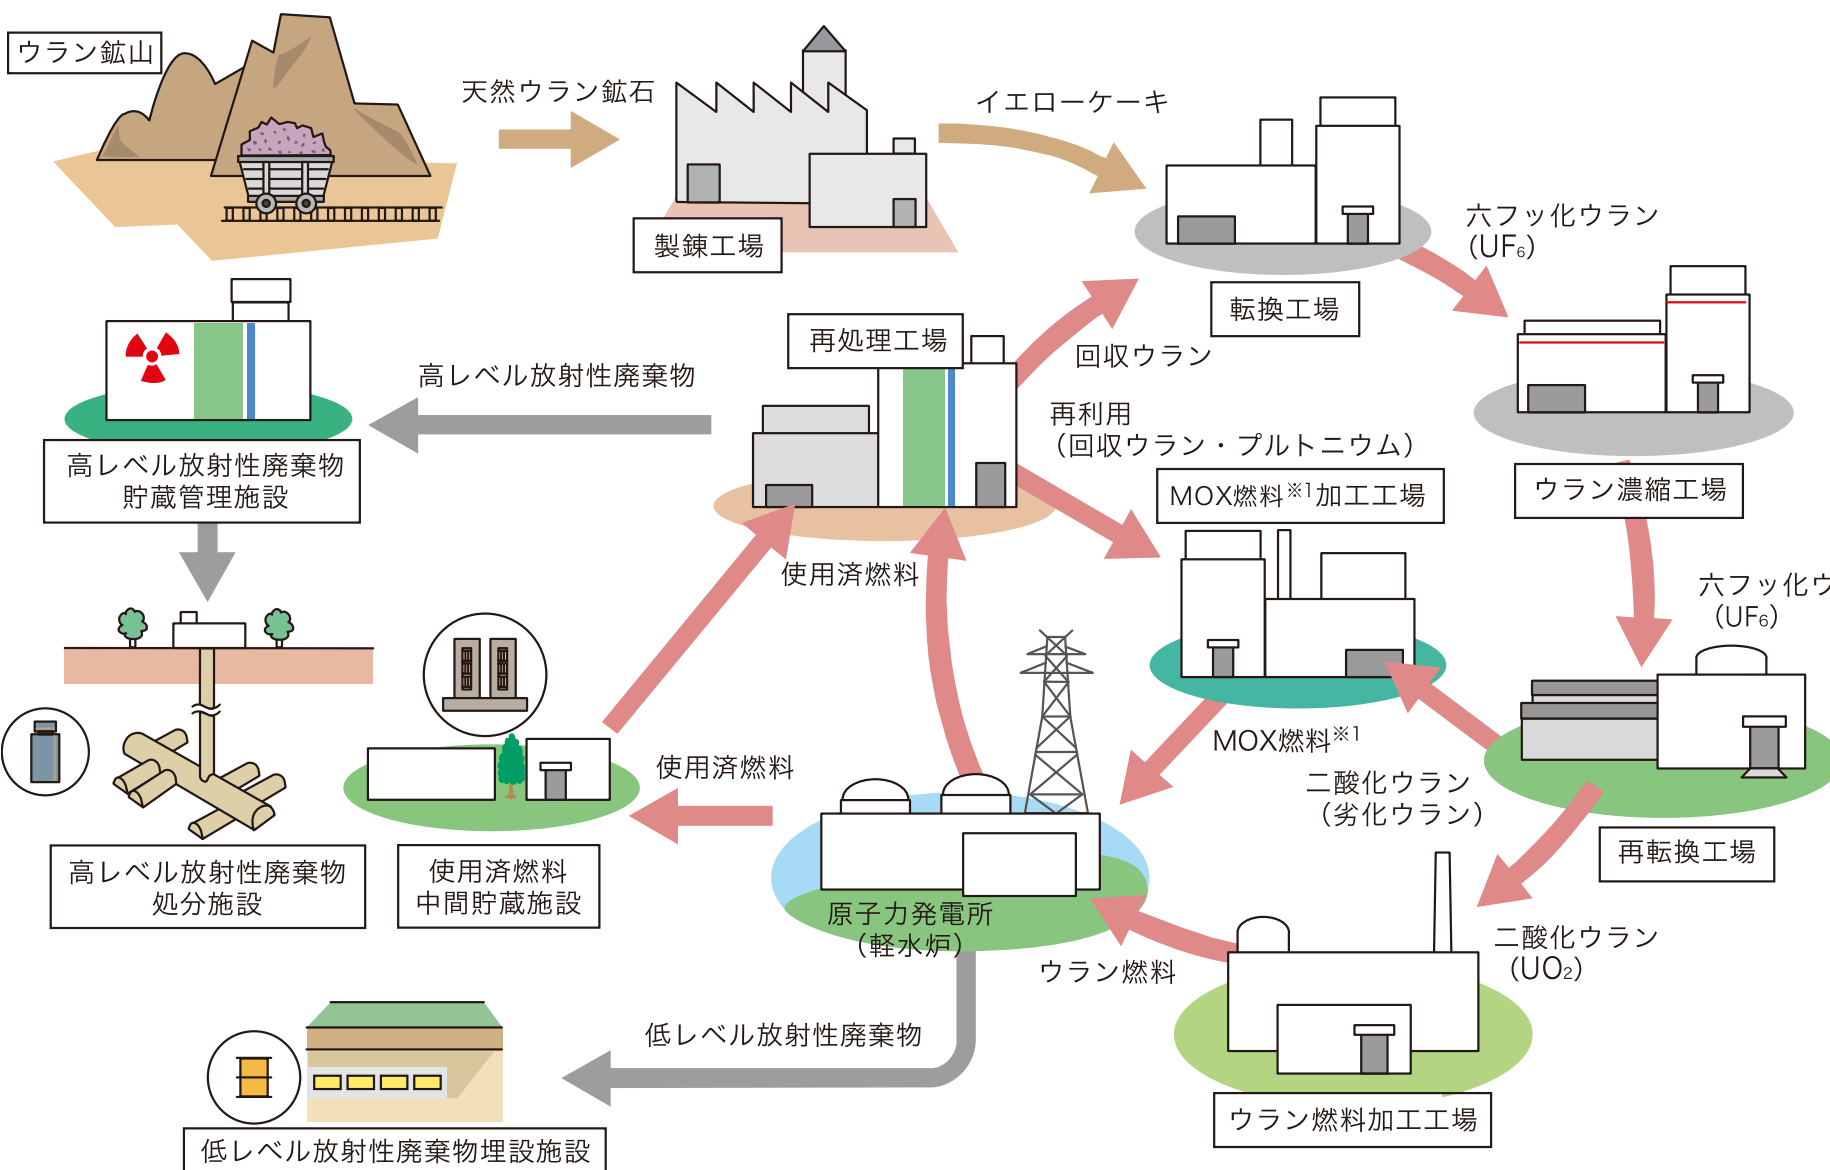 ウラン鉱山
天然ウラン鉱石
イエローケーキ
製錬工場
六フッ化ウラン
(UF₆)
転換工場
再処理工場
回収ウラン
高レベル放射性廃棄物
再利用
（回収ウラン・プルトニウム）
高レベル放射性廃棄物
貯蔵管理施設
MOX燃料※1加工工場
ウラン濃縮工場
使用済燃料
六フッ化ウ
(UF₆)
MOX燃料※1
使用済燃料
二酸化ウラン
（劣化ウラン）
再転換工場
高レベル放射性廃棄物
処分施設
使用済燃料
中間貯蔵施設
原子力発電所
（軽水炉）
二酸化ウラン
(UO₂)
ウラン燃料
低レベル放射性廃棄物
ウラン燃料加工工場
低レベル放射性廃棄物埋設施設